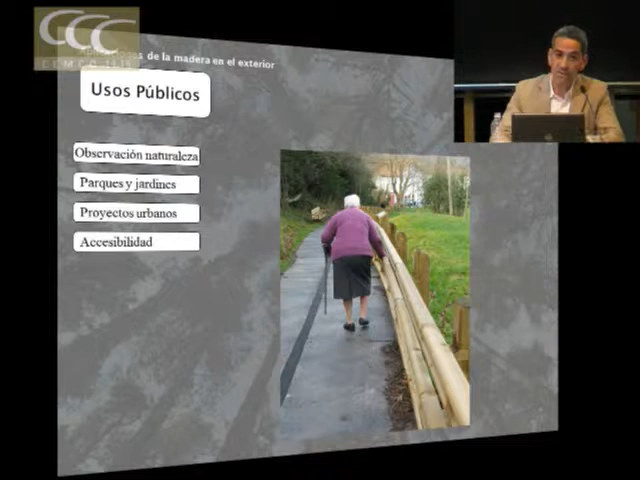 CCC
de la madera en el exterior
Usos Públicos
Observación naturaleza
Parques y jardines
Proyectos urbanos
Accesibilidad